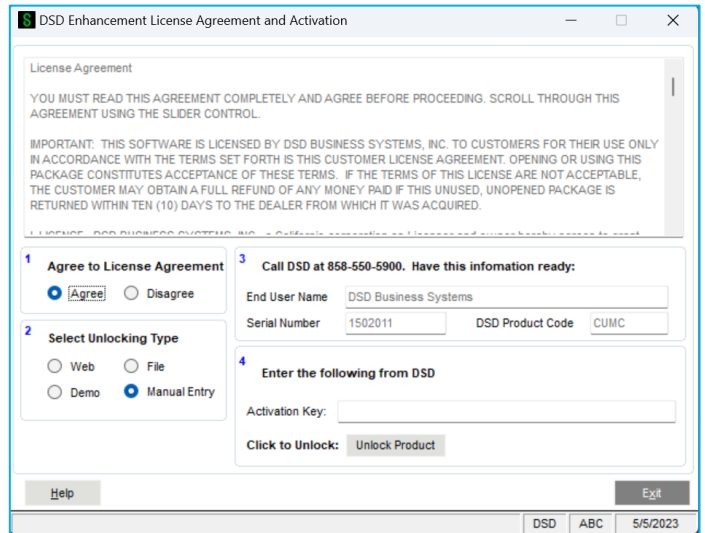 S DSD Enhancement License Agreement and Activation
License Agreement
YOU MUST READ THIS AGREEMENT COMPLETELY AND AGREE BEFORE PROCEEDING. SCROLL THROUGH THIS
AGREEMENT USING THE SLIDER CONTROL.
IMPORTANT: THIS SOFTWARE IS LICENSED BY DSD BUSINESS SYSTEMS, INC. TO CUSTOMERS FOR THEIR USE ONLY
IN ACCORDANCE WITH THE TERMS SET FORTH IS THIS CUSTOMER LICENSE AGREEMENT. OPENING OR USING THIS
PACKAGE CONSTITUTES ACCEPTANCE OF THESE TERMS. IF THE TERMS OF THIS LICENSE ARE NOT ACCEPTABLE,
THE CUSTOMER MAY OBTAIN A FULL REFUND OF ANY MONEY PAID IF THIS UNUSED, UNOPENED PACKAGE IS
RETURNED WITHIN TEN (10) DAYS TO THE DEALER FROM WHICH IT WAS ACQUIRED.
1 Agree to License Agreement
Agree Disagree
2 Select Unlocking Type
Web File
Demo Manual Entry
3 Call DSD at 858-550-5900. Have this infomation ready:
End User Name DSD Business Systems
Serial Number 1502011 DSD Product Code CUMC
4 Enter the following from DSD
Activation Key:
Click to Unlock: Unlock Product
Help Exit
DSD ABC 5/5/2023